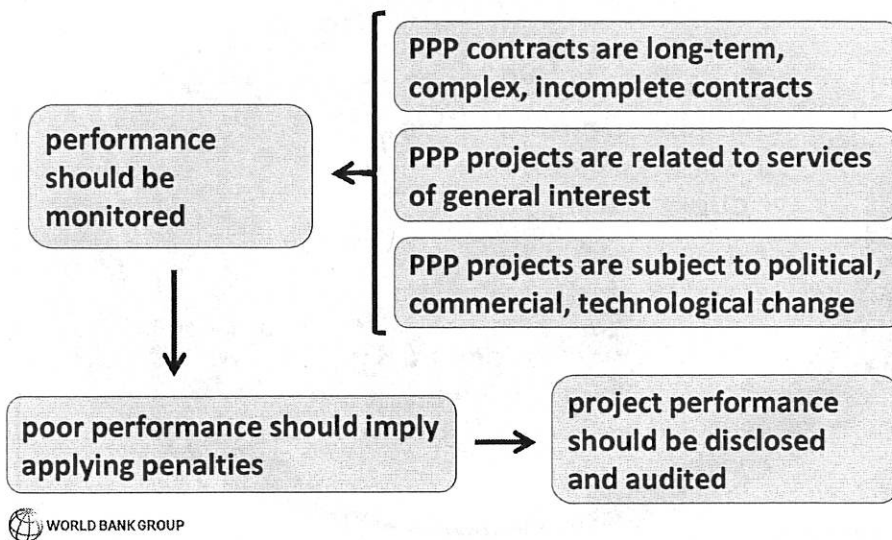 PPP contracts are long-term,
complex, incomplete contracts
performance
should be
monitored
PPP projects are related to services
of general interest
PPP projects are subject to political,
commercial, technological change
poor performance should imply
applying penalties
project performance
should be disclosed
and audited
WORLD BANK GROUP